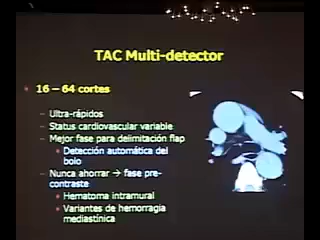 TAC Multi-detector
16 – 64 cortes
– Ultra-rápidos
– Status cardiovascular variable
– Mejor fase para delimitación flap
• Detección automática del
bolo
– Nunca ahorrar → fase pre-
contraste
• Hematoma intramural
• Variantes de hemorragia
mediastínica